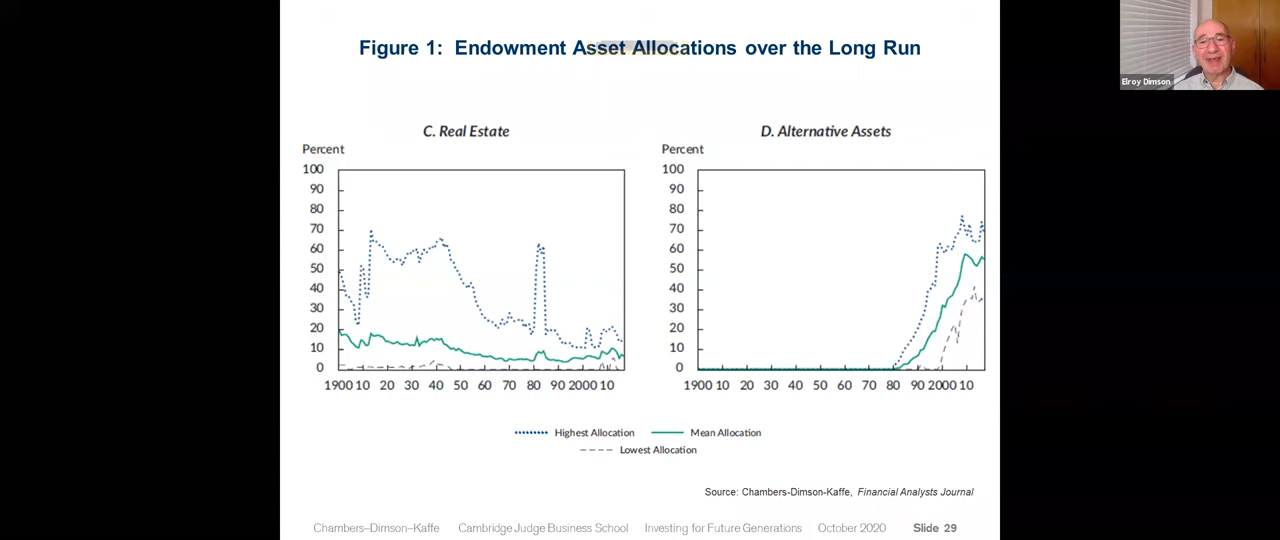 Figure 1: Endowment Asset Allocations over the Long Run
Elroy Dimson
C. Real Estate
Percent
100
90
80
70
60
50
40
30
20
10
0
1900 10 20 30 40 50 60 70 80 90 2000 10
D. Alternative Assets
Percent
100
90
80
70
60
50
40
30
20
10
0
1900 10 20 30 40 50 60 70 80 90 2000 10
Highest Allocation Mean Allocation
Lowest Allocation
Source: Chambers-Dimson-Kaffe, Financial Analysts Journal
Chambers–Dimson–Kaffe Cambridge Judge Business School Investing for Future Generations October 2020 Slide 29